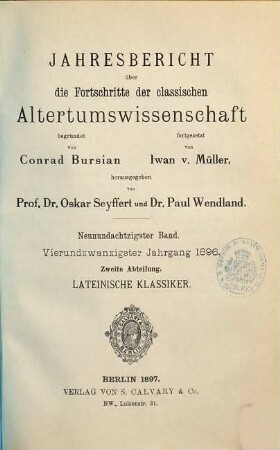 JAHRESBERICHT
über
die Fortschritte der classischen
Altertumswissenschaft
begründet
von
Conrad Bursian
fortgesetzt
von
Iwan v. Müller.
herausgegeben
von
Prof. Dr. Oskar Seyffert und Dr. Paul Wendland.
Neunundachtzigster Band.
Vierundzwanzigster Jahrgang 1896.
Zweite Abteilung.
LATEINISCHE KLASSIKER.
BERLIN 1897.
VERLAG VON S. CALVARY & Co.
NW., Luisenstr. 31.